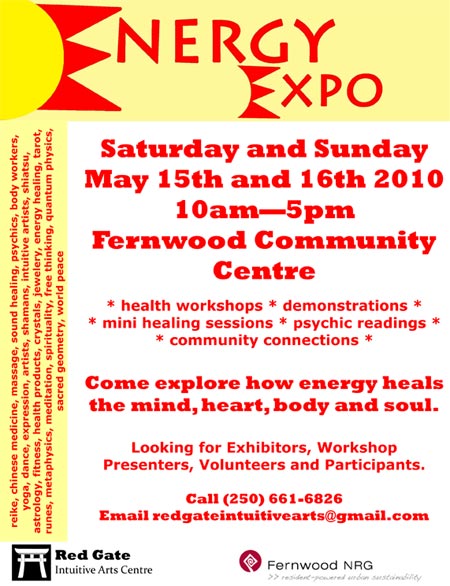 ENERGY
EXPO
reike, chinese medicine, massage, sound healing, psychics, body workers,
yoga, dance, expression, artists, shamans, intuitive artists, shiatsu,
astrology, fitness, health products, crystals, jewelery, energy healing, tarot,
runes, metaphysics, meditation, spirituality, free thinking, quantum physics,
sacred geometry, world peace
Saturday and Sunday
May 15th and 16th 2010
10am—5pm
Fernwood Community
Centre
* health workshops * demonstrations *
* mini healing sessions * psychic readings *
* community connections *
Come explore how energy heals
the mind, heart, body and soul.
Looking for Exhibitors, Workshop
Presenters, Volunteers and Participants.
Call (250) 661-6826
Email redgateintuitivearts@gmail.com
Red Gate
Intuitive Arts Centre
Fernwood NRG
>> resident-powered urban sustainability